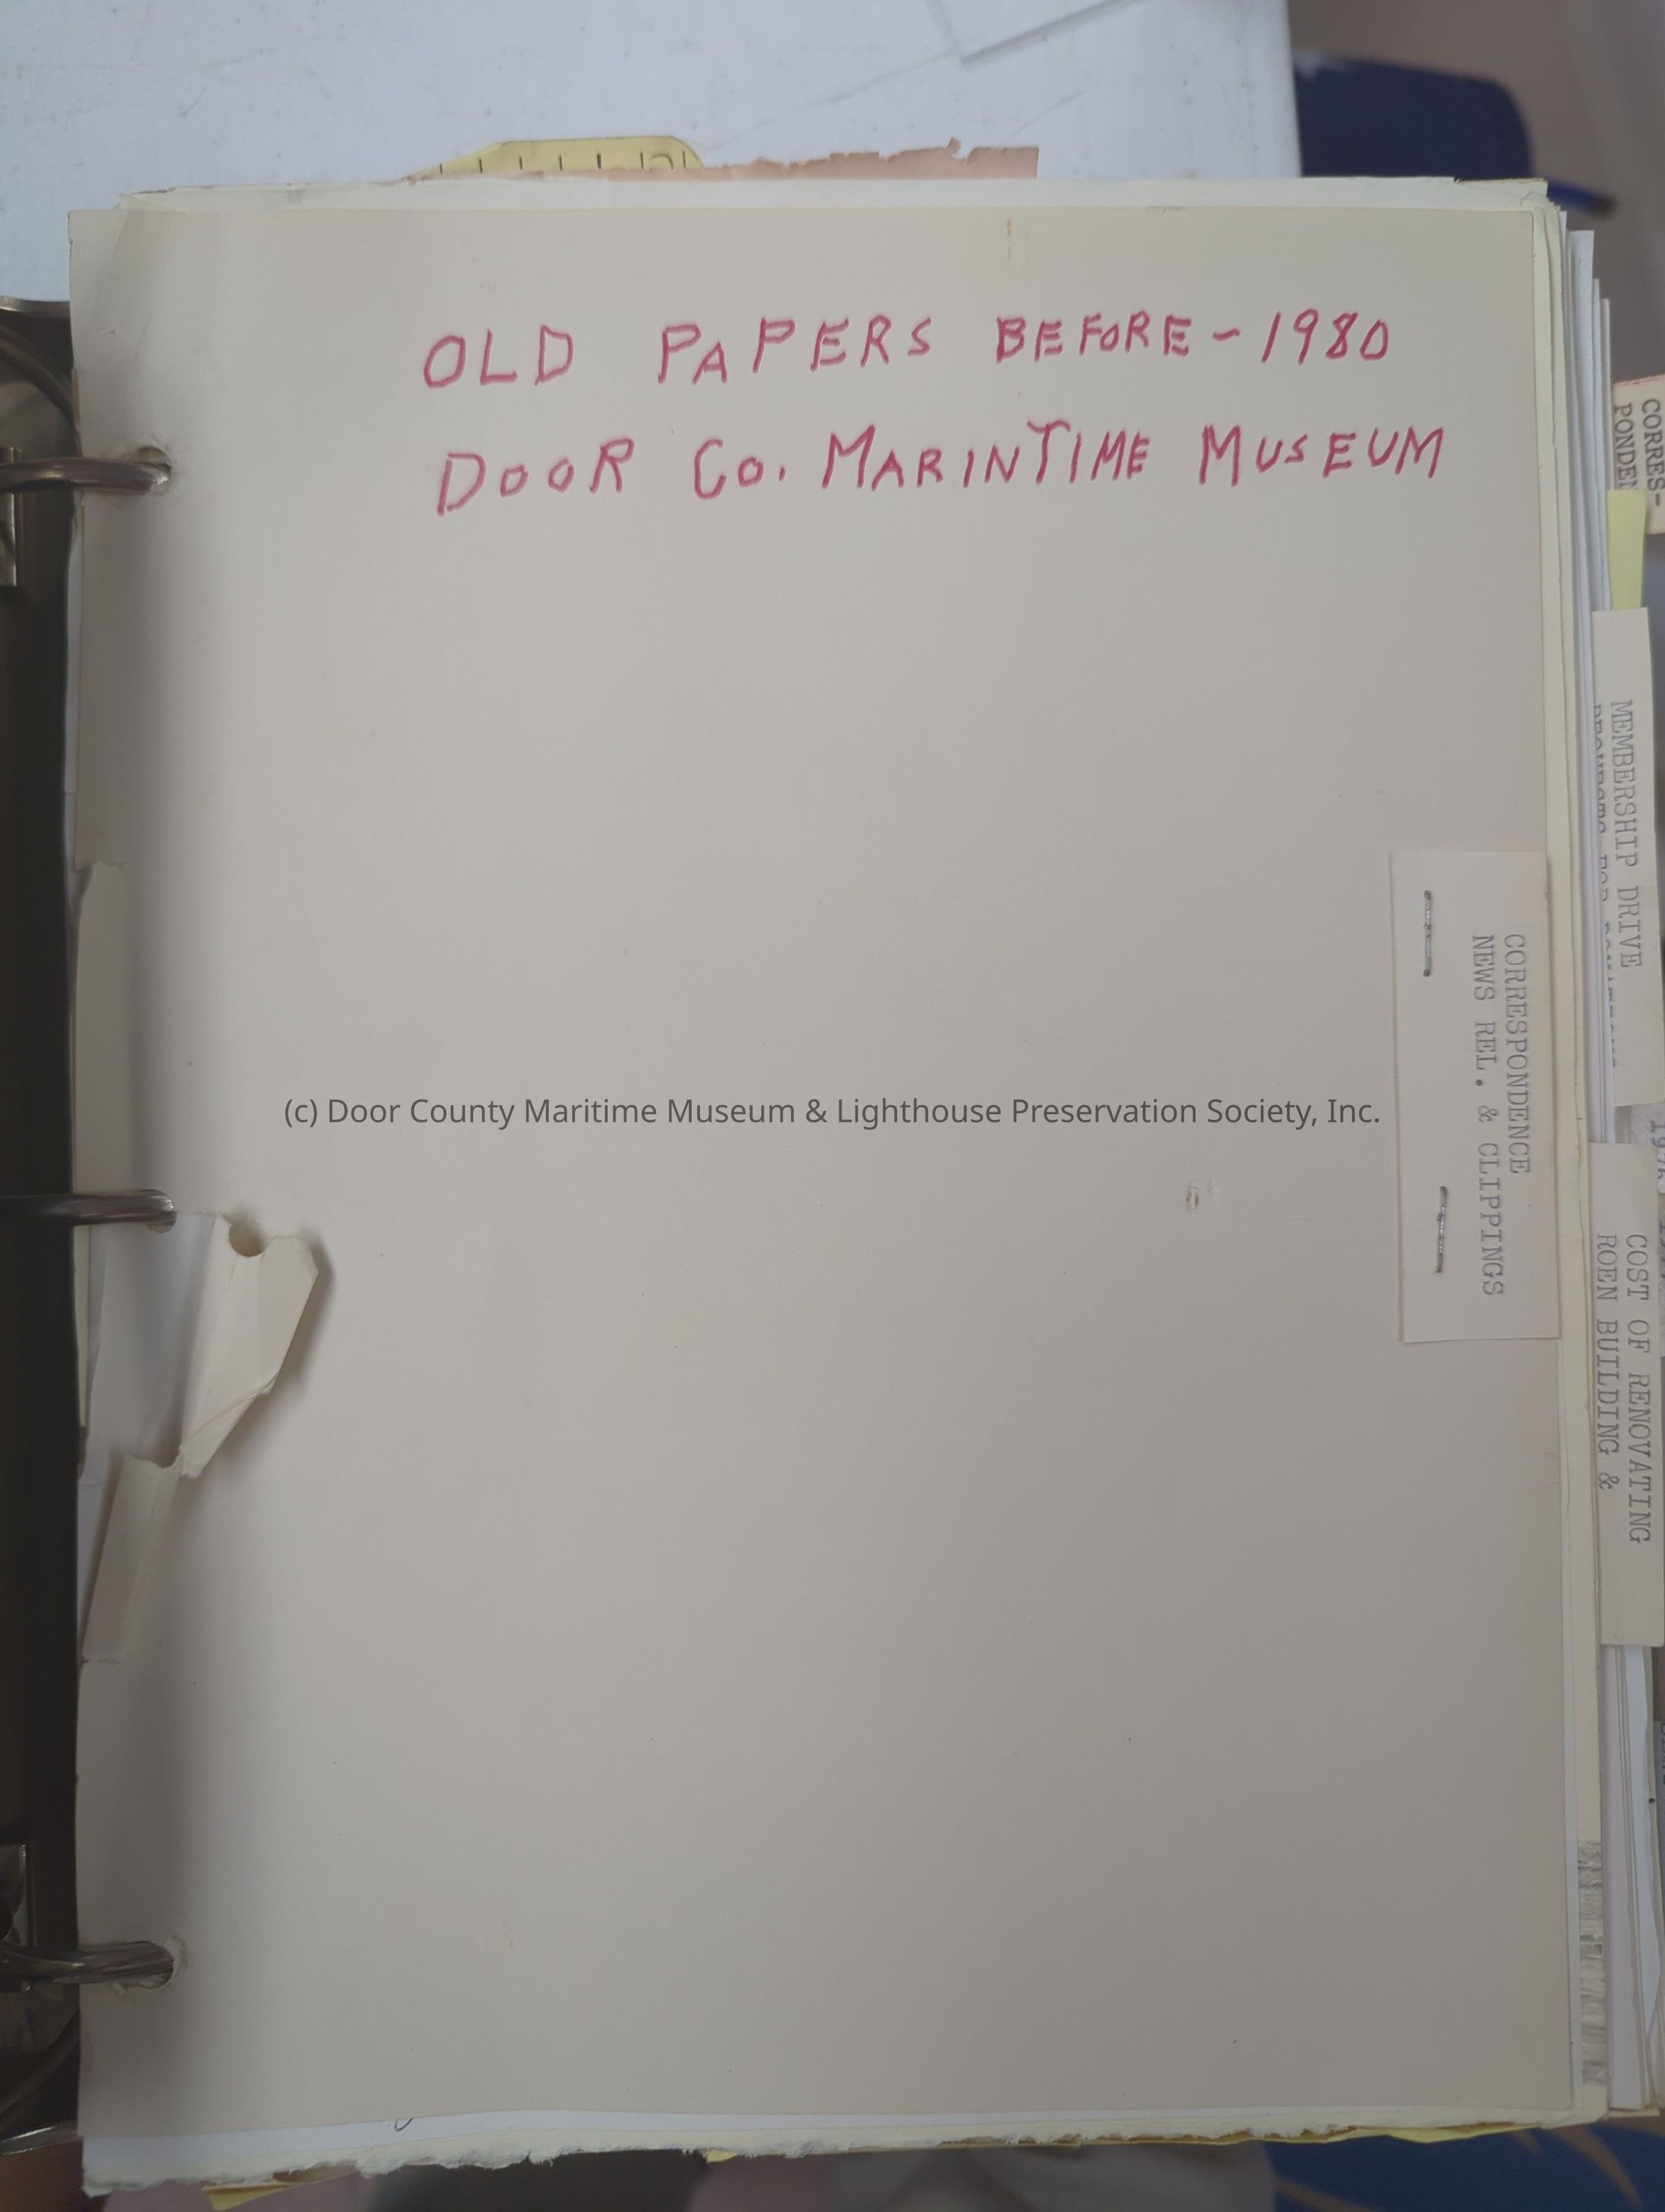 OLD PAPERS BEFORE-1980
DOOR CO. MARINTIME MUSEUM
CORRES-
MEMBERSHIP DRIVE
CORRESPONDENCE
NEWS REL. & CLIPPINGS
(c) Door County Maritime Museum & Lighthouse Preservation Society, Inc.
COST OF RENOVATING
ROEN BUILDING &